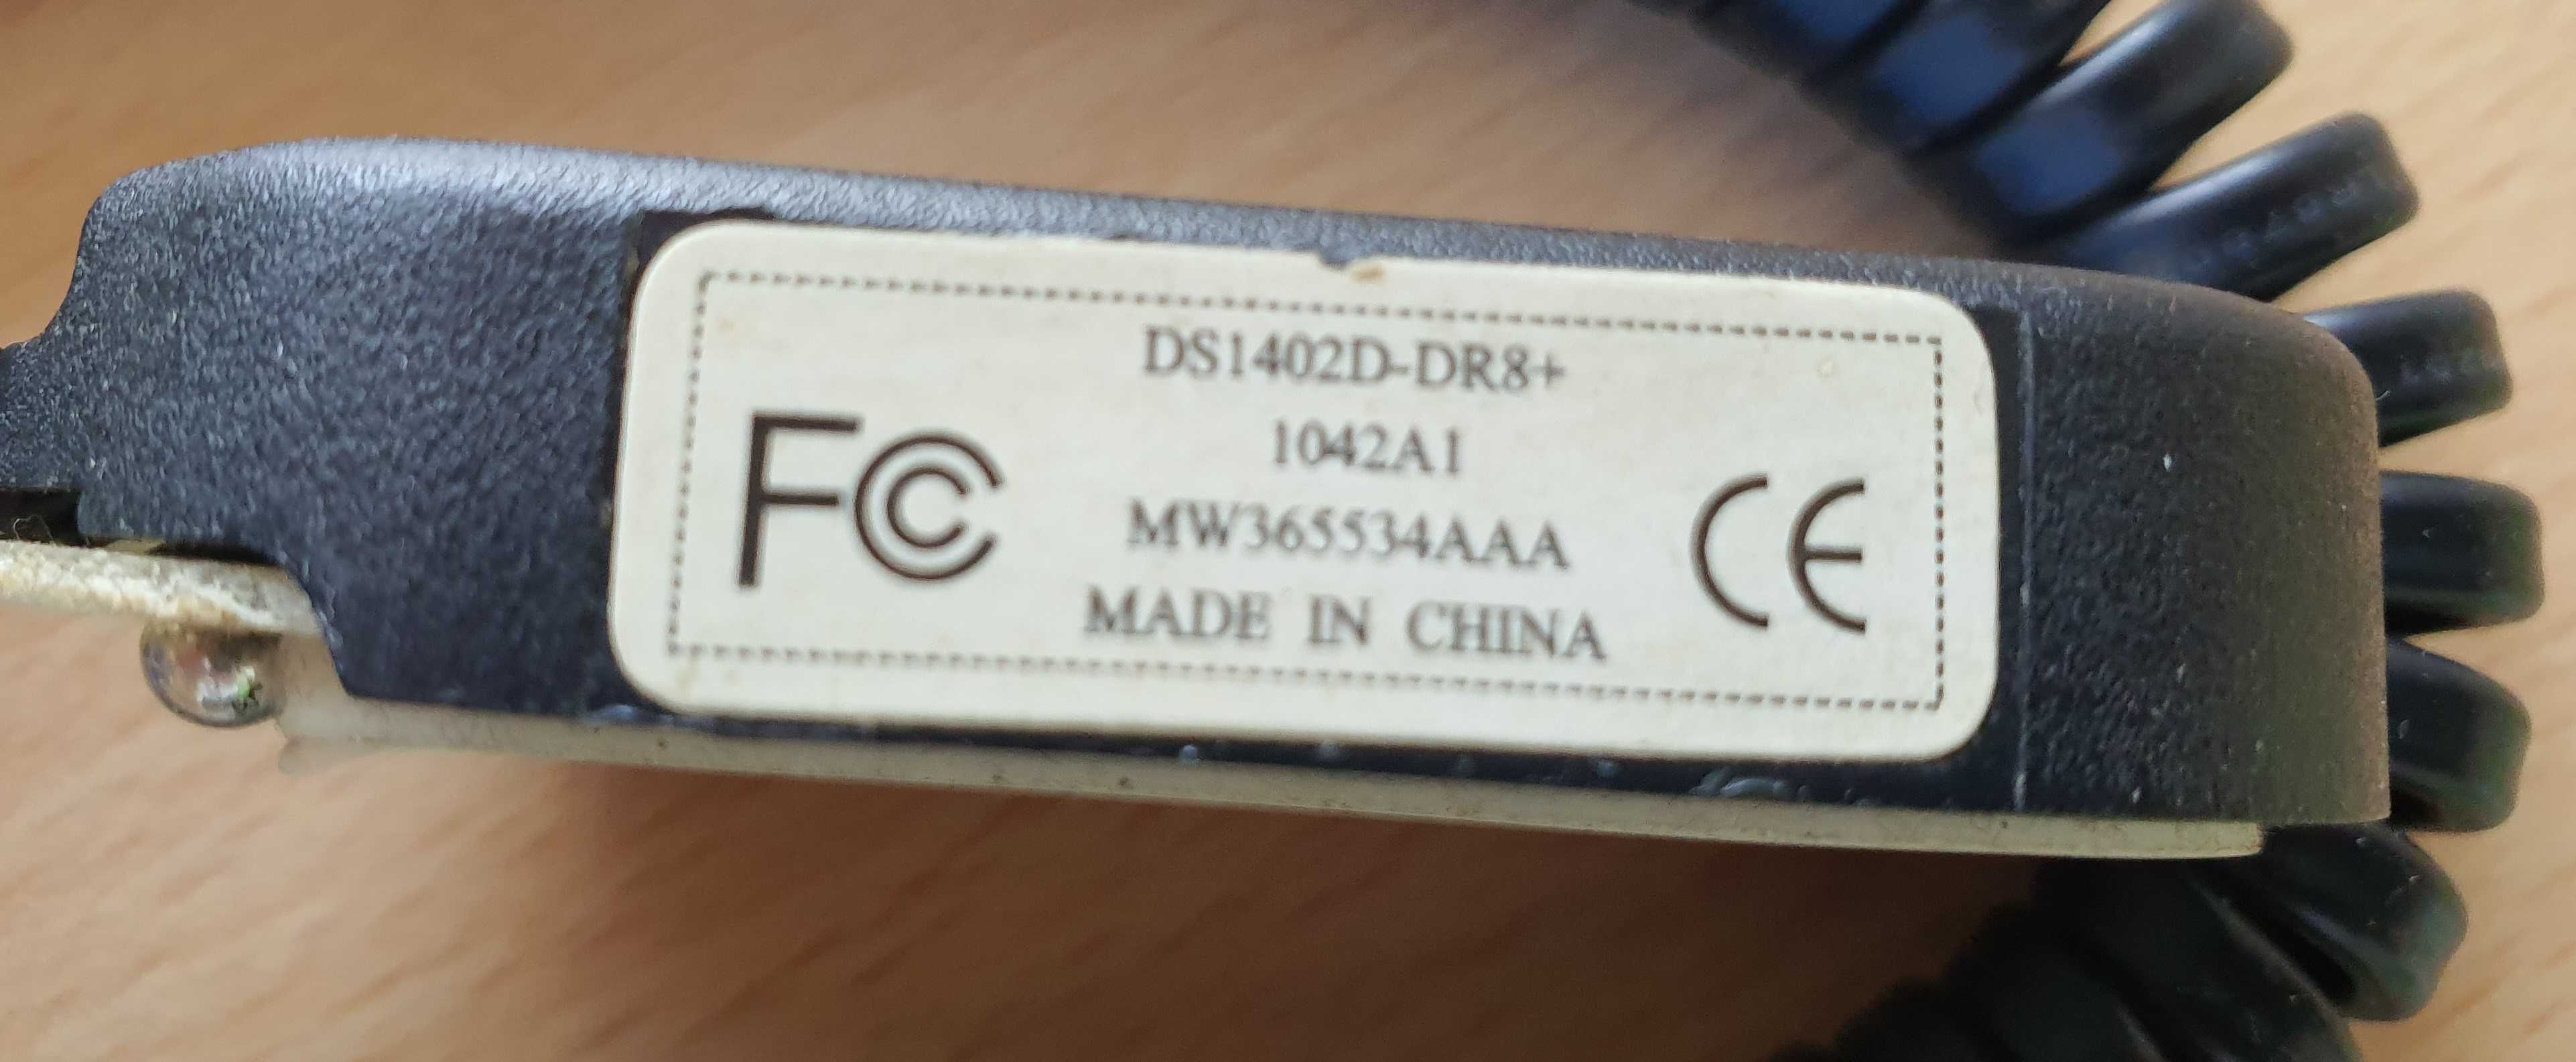 DS1402D-DR8+
1042A1
MW365534AAA
MADE IN CHINA
FC
CE